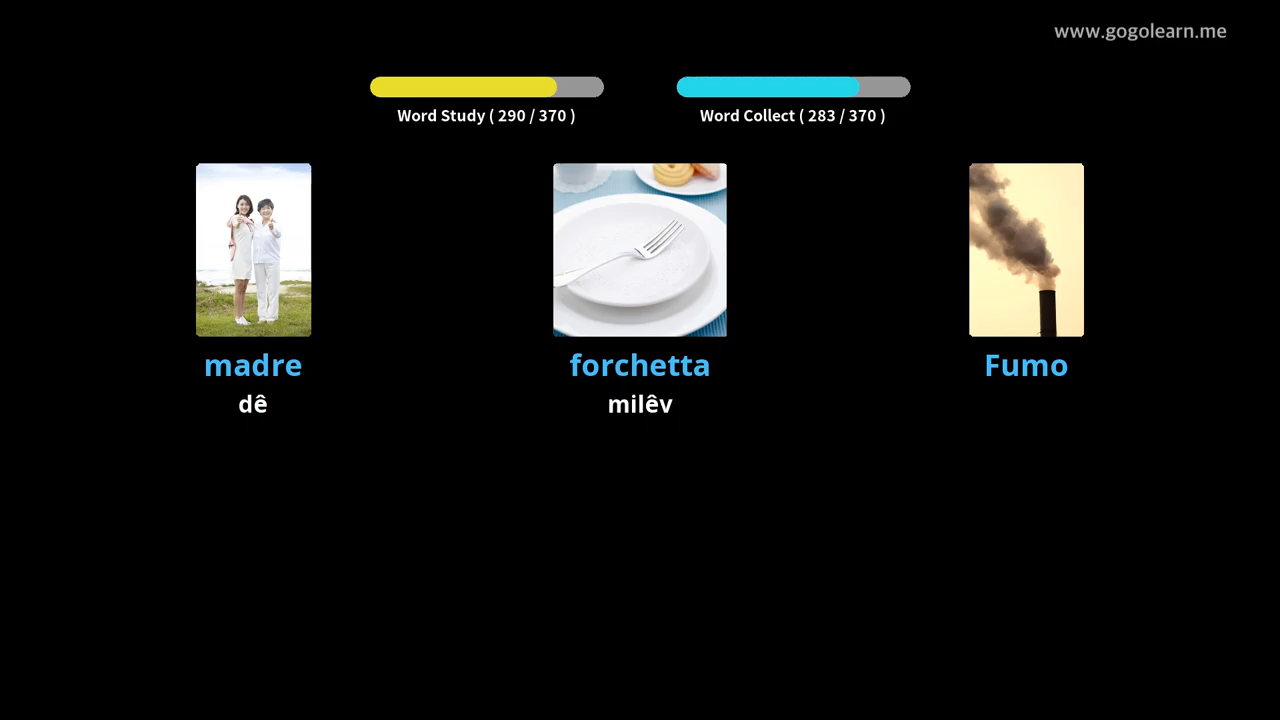 www.gogolearn.me
Word Study ( 290 / 370 )
Word Collect ( 283 / 370 )
madre
forchetta
Fumo
dê
milêv